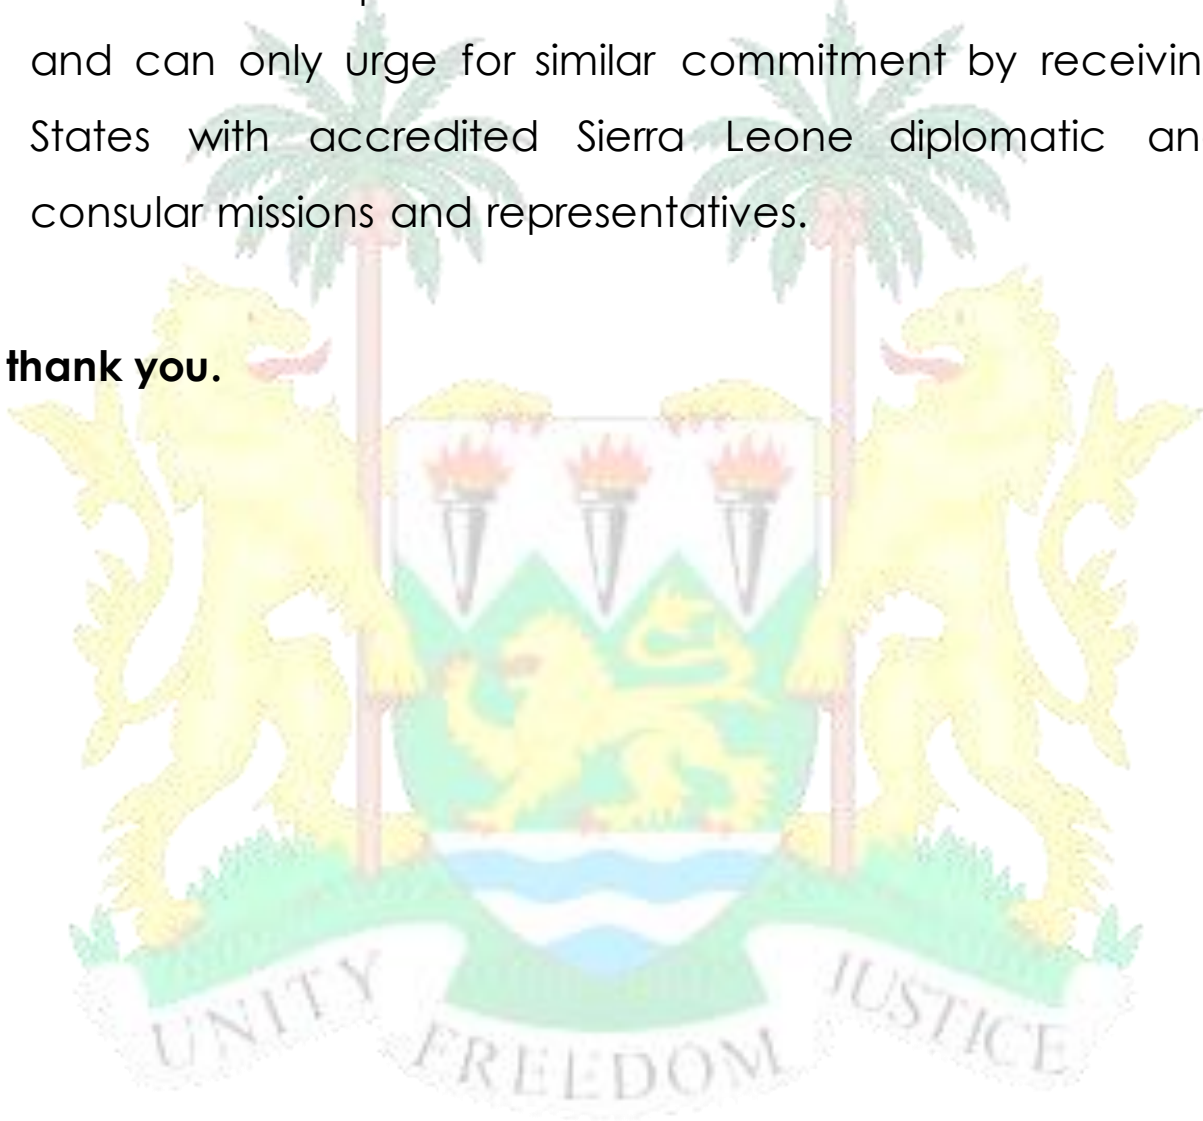 and can only urge for similar commitment by receivin
States with accredited Sierra Leone diplomatic an
consular missions and representatives.
thank you.
UNITY
FREEDOM
JUSTICE